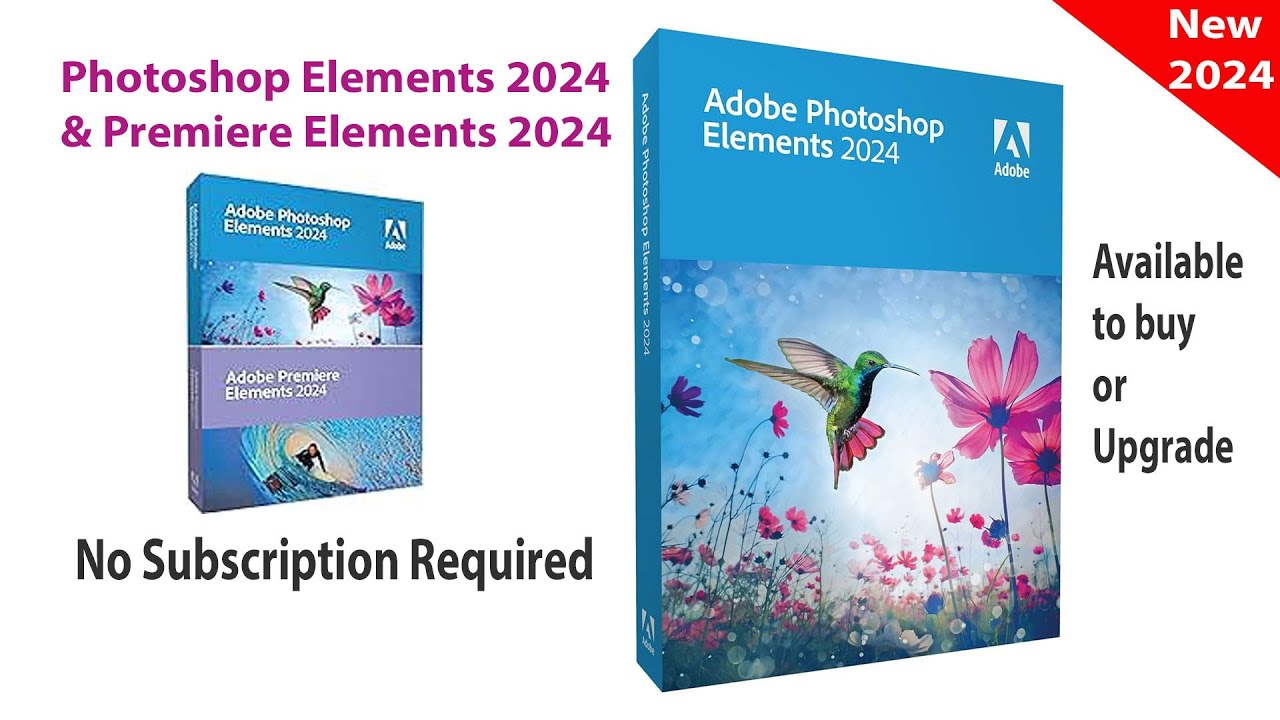 Photoshop Elements 2024
& Premiere Elements 2024
New
2024
Adobe Photoshop
Elements 2024
Adobe
Adobe Premiere
Elements 2024
No Subscription Required
Adobe Photoshop Elements 2024
Adobe Photoshop
Elements 2024
Adobe
Available
to buy
or
Upgrade